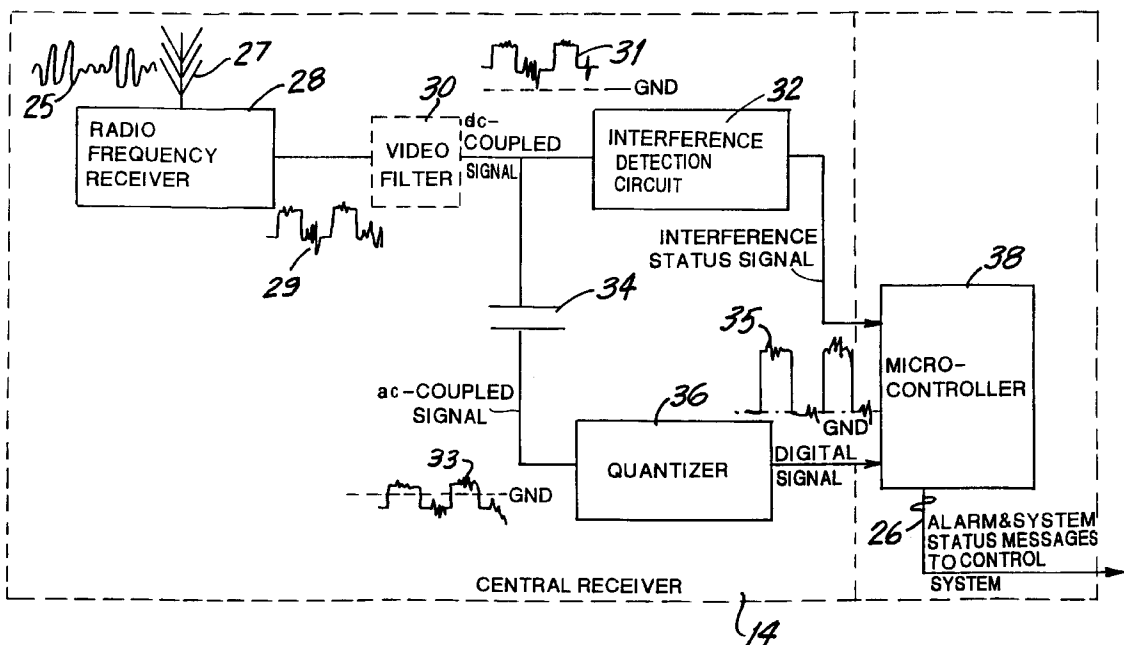 25
27
28
RADIO
FREQUENCY
RECEIVER
29
30
VIDEO
FILTER
dc-
COUPLED
SIGNAL
31
GND
32
INTERFERENCE
DETECTION
CIRCUIT
INTERFERENCE
STATUS SIGNAL
34
ac-COUPLED
SIGNAL
33
GND
36
QUANTIZER
35
GND
DIGITAL
SIGNAL
38
MICRO-
CONTROLLER
26
ALARM&SYSTEM
STATUS MESSAGES
TO CONTROL
SYSTEM
CENTRAL RECEIVER
14